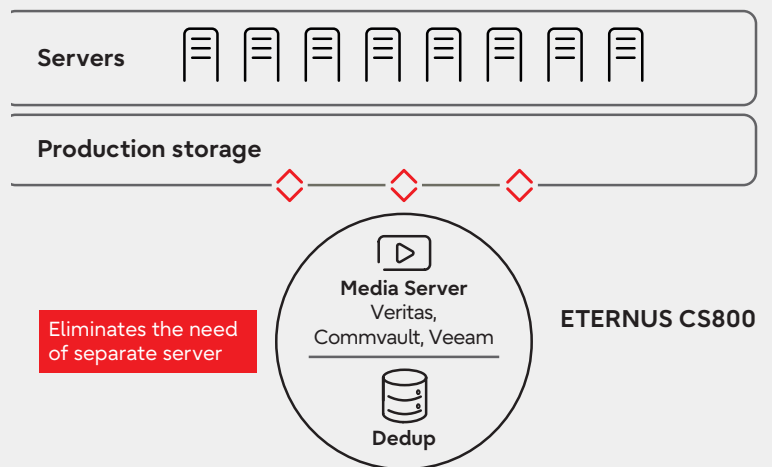 Servers
Production storage
Media Server
Veritas,
Commvault, Veeam
Dedup
Eliminates the need
of separate server
ETERNUS CS800